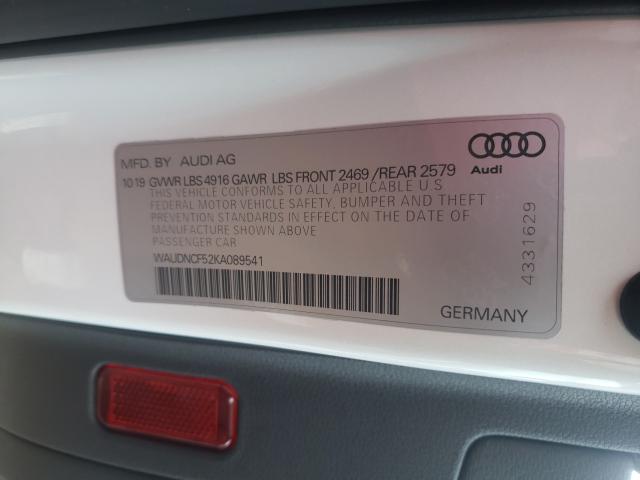 MFD. BY AUDI AG
10 19 GVWR LBS 4916 GAWR LBS FRONT 2469 /REAR 2579
THIS VEHICLE CONFORMS TO ALL APPLICABLE U.S
FEDERAL MOTOR VEHICLE SAFETY, BUMPER AND THEFT
PREVENTION STANDARDS IN EFFECT ON THE DATE OF
MANUFACTURE SHOWN ABOVE
PASSENGER CAR
WAUDNCF52KA089541
Audi
4331629
GERMANY